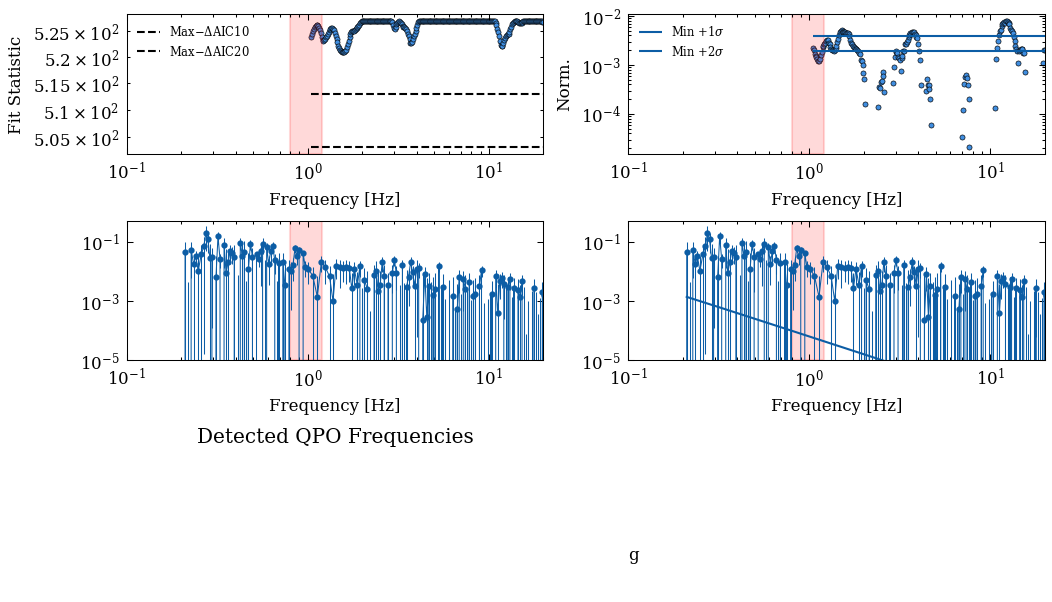 Fit Statistic
5.25 × 10²
5.2 × 10²
5.15 × 10²
5.1 × 10²
5.05 × 10²
Max−ΔAIC10
Max−ΔAIC20
10⁻¹ 10⁰ 10¹
Frequency [Hz]
Norm.
10⁻²
10⁻³
10⁻⁴
Min +1σ
Min +2σ
10⁻¹ 10⁰ 10¹
Frequency [Hz]
10⁻¹
10⁻³
10⁻⁵
10⁻¹ 10⁰ 10¹
Frequency [Hz]
10⁻¹
10⁻³
10⁻⁵
10⁻¹ 10⁰ 10¹
Frequency [Hz]
Detected QPO Frequencies
g